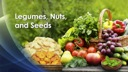 Legumes, Nuts,
and Seeds